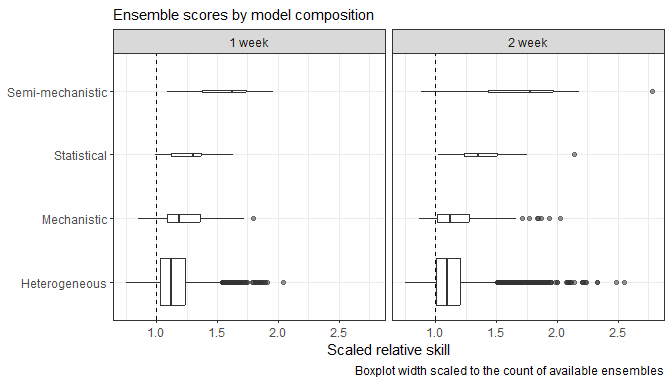 Ensemble scores by model composition
1 week
2 week
Semi-mechanistic
Statistical
Mechanistic
Heterogeneous
1.0 1.5 2.0 2.5
1.0 1.5 2.0 2.5
Scaled relative skill
Boxplot width scaled to the count of available ensembles